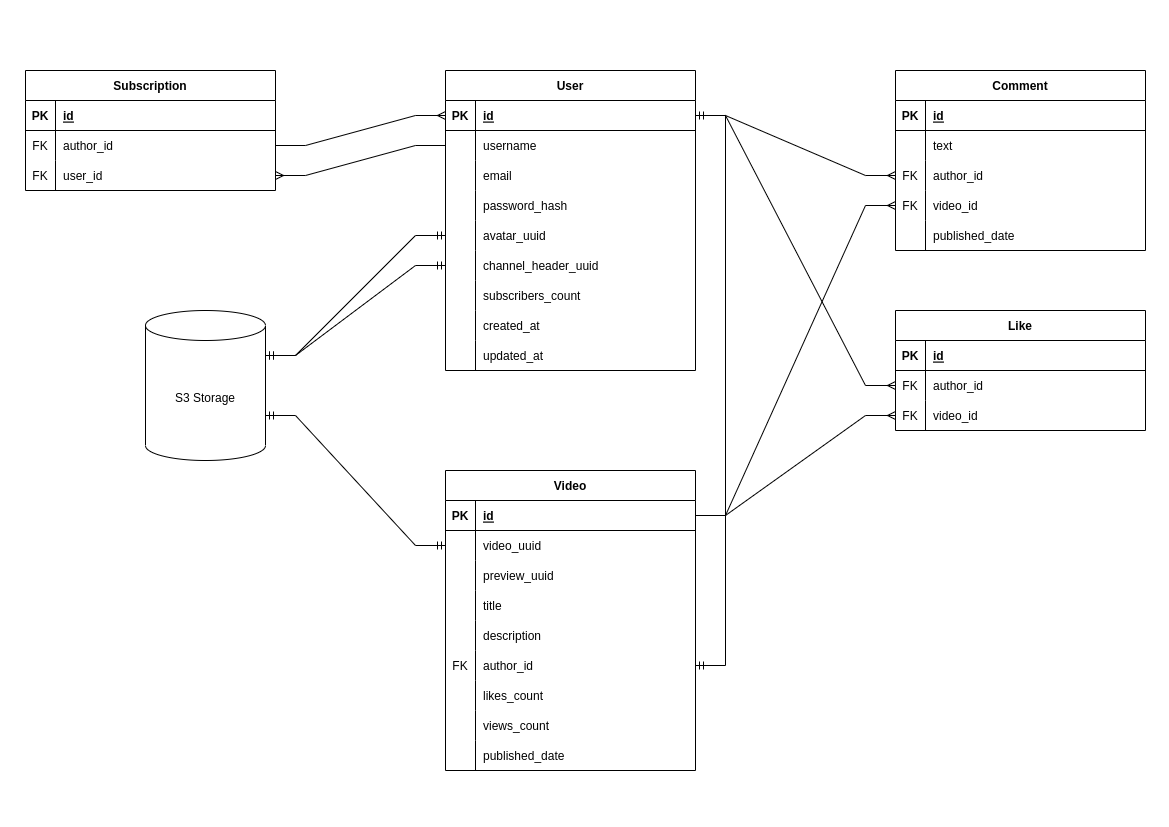 Subscription
PK id
FK author_id
FK user_id
User
PK id
username
email
password_hash
avatar_uuid
channel_header_uuid
subscribers_count
created_at
updated_at
Comment
PK id
text
FK author_id
FK video_id
published_date
S3 Storage
Like
PK id
FK author_id
FK video_id
Video
PK id
video_uuid
preview_uuid
title
description
FK author_id
likes_count
views_count
published_date